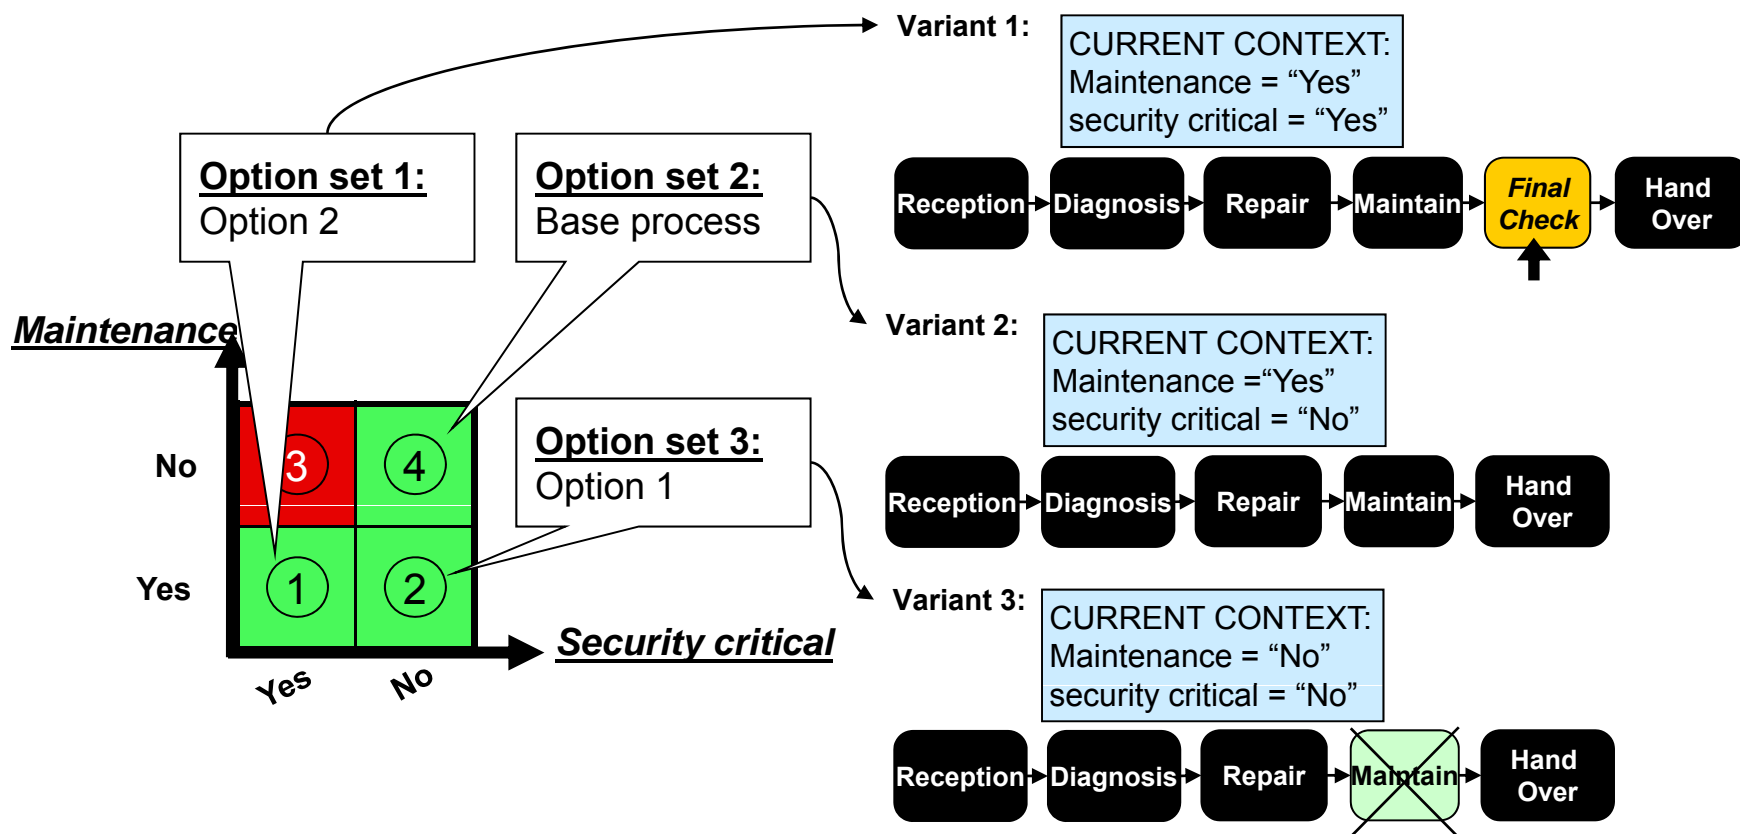 Variant 1:
CURRENT CONTEXT:
Maintenance = “Yes”
security critical = “Yes”
Option set 1:
Option 2
Option set 2:
Base process
Reception
Diagnosis
Repair
Maintain
Final
Check
Hand
Over
Maintenance
Variant 2:
CURRENT CONTEXT:
Maintenance =“Yes”
security critical = “No”
Option set 3:
Option 1
No
3
4
Reception
Diagnosis
Repair
Maintain
Hand
Over
Yes
1
2
Security critical
Yes
No
Variant 3:
CURRENT CONTEXT:
Maintenance = “No”
security critical = “No”
Reception
Diagnosis
Repair
Maintain
Hand
Over